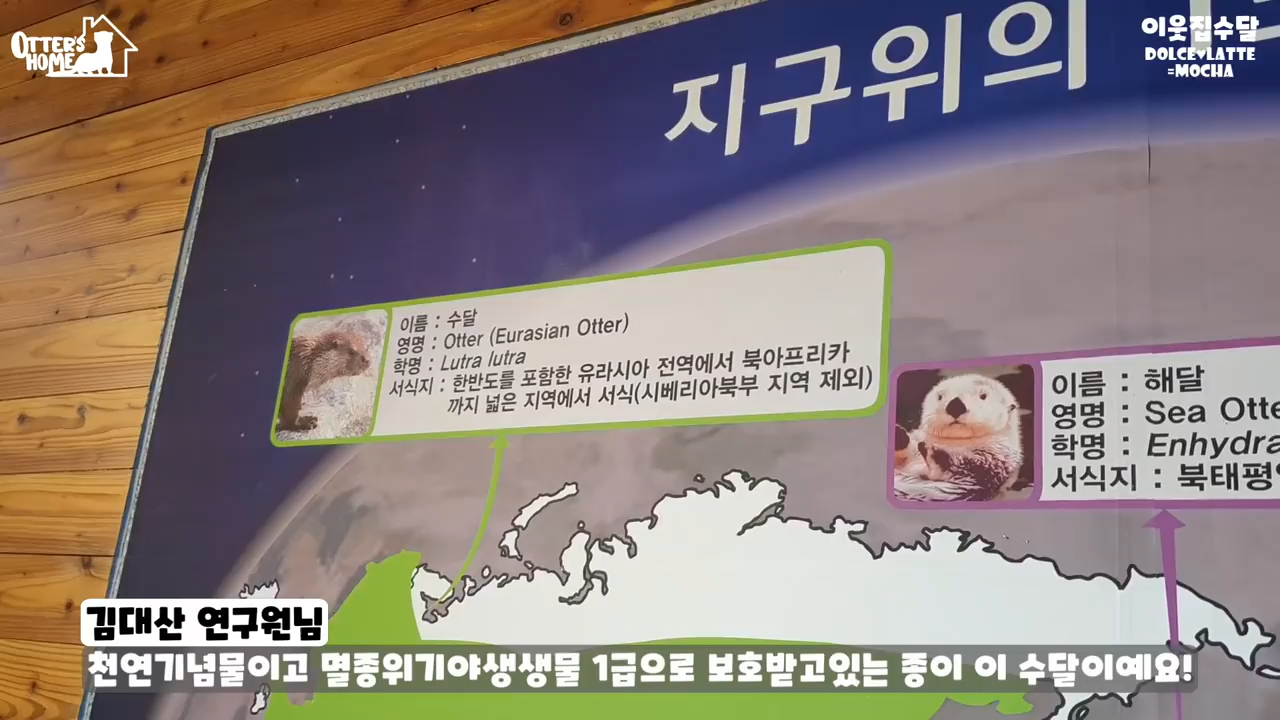 OTTER'S
HOME
이웃집수달
DOLCE♥LATTE
=MOCHA
지구위의
이름 : 수달
영명 : Otter (Eurasian Otter)
학명 : Lutra lutra
서식지 : 한반도를 포함한 유라시아 전역에서 북아프리카
까지 넓은 지역에서 서식(시베리아북부 지역 제외)
이름 : 해달
영명 : Sea Otte
학명 : Enhydra
서식지 : 북태평
김대산 연구원님
천연기념물이고 멸종위기야생생물 1급으로 보호받고있는 종이 이 수달이예요!